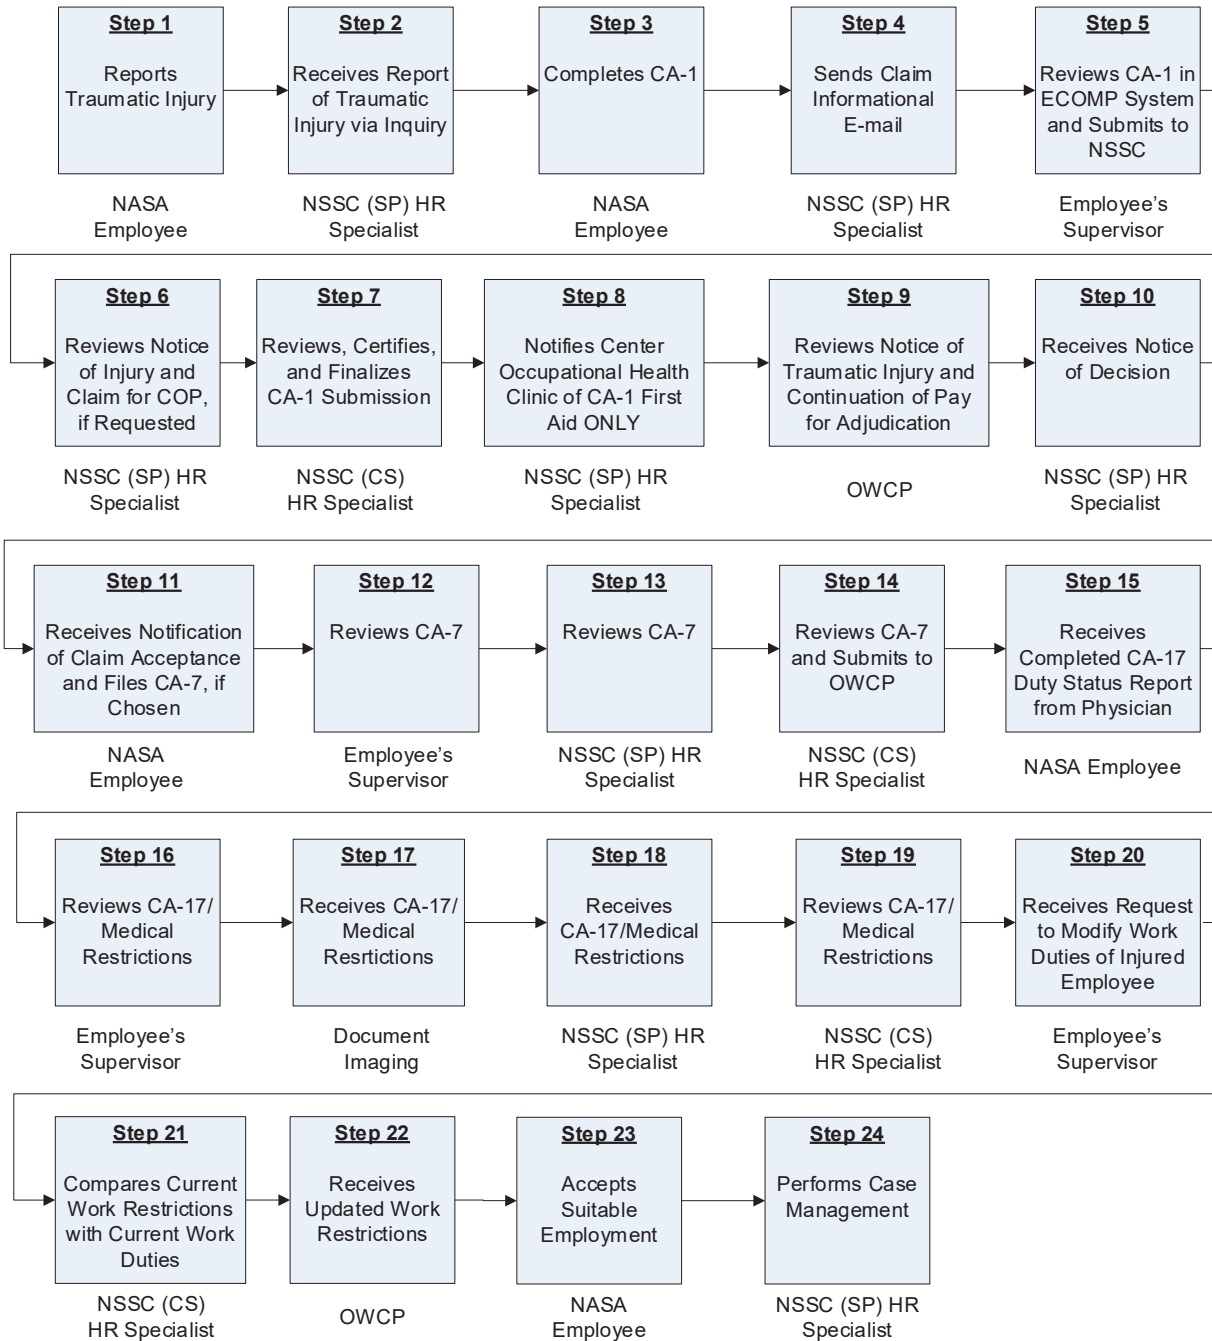 Step 1
Reports
Traumatic Injury
NASA
Employee
Step 2
Receives Report
of Traumatic
Injury via Inquiry
NSSC (SP) HR
Specialist
Step 3
Completes CA-1
NASA
Employee
Step 4
Sends Claim
Informational
E-mail
NSSC (SP) HR
Specialist
Step 5
Reviews CA-1 in
ECOMP System
and Submits to
NSSC
Employee's
Supervisor
Step 6
Reviews Notice
of Injury and
Claim for COP,
if Requested
NSSC (SP) HR
Specialist
Step 7
Reviews, Certifies,
and Finalizes
CA-1 Submission
NSSC (CS)
HR Specialist
Step 8
Notifies Center
Occupational Health
Clinic of CA-1 First
Aid ONLY
NSSC (SP) HR
Specialist
Step 9
Reviews Notice of
Traumatic Injury and
Continuation of Pay
for Adjudication
OWCP
Step 10
Receives Notice
of Decision
NSSC (SP) HR
Specialist
Step 11
Receives Notification
of Claim Acceptance
and Files CA-7, if
Chosen
NASA
Employee
Step 12
Reviews CA-7
Employee's
Supervisor
Step 13
Reviews CA-7
NSSC (SP) HR
Specialist
Step 14
Reviews CA-7
and Submits to
OWCP
NSSC (CS)
HR Specialist
Step 15
Receives
Completed CA-17
Duty Status Report
from Physician
NASA Employee
Step 16
Reviews CA-17/
Medical
Restrictions
Employee's
Supervisor
Step 17
Receives CA-17/
Medical
Resrtictions
Document
Imaging
Step 18
Receives
CA-17/Medical
Restrictions
NSSC (SP) HR
Specialist
Step 19
Reviews CA-17/
Medical
Restrictions
NSSC (CS)
HR Specialist
Step 20
Receives Request
to Modify Work
Duties of Injured
Employee
Employee's
Supervisor
Step 21
Compares Current
Work Restrictions
with Current Work
Duties
NSSC (CS)
HR Specialist
Step 22
Receives
Updated Work
Restrictions
OWCP
Step 23
Accepts
Suitable
Employment
NASA
Employee
Step 24
Performs Case
Management
NSSC (SP) HR
Specialist